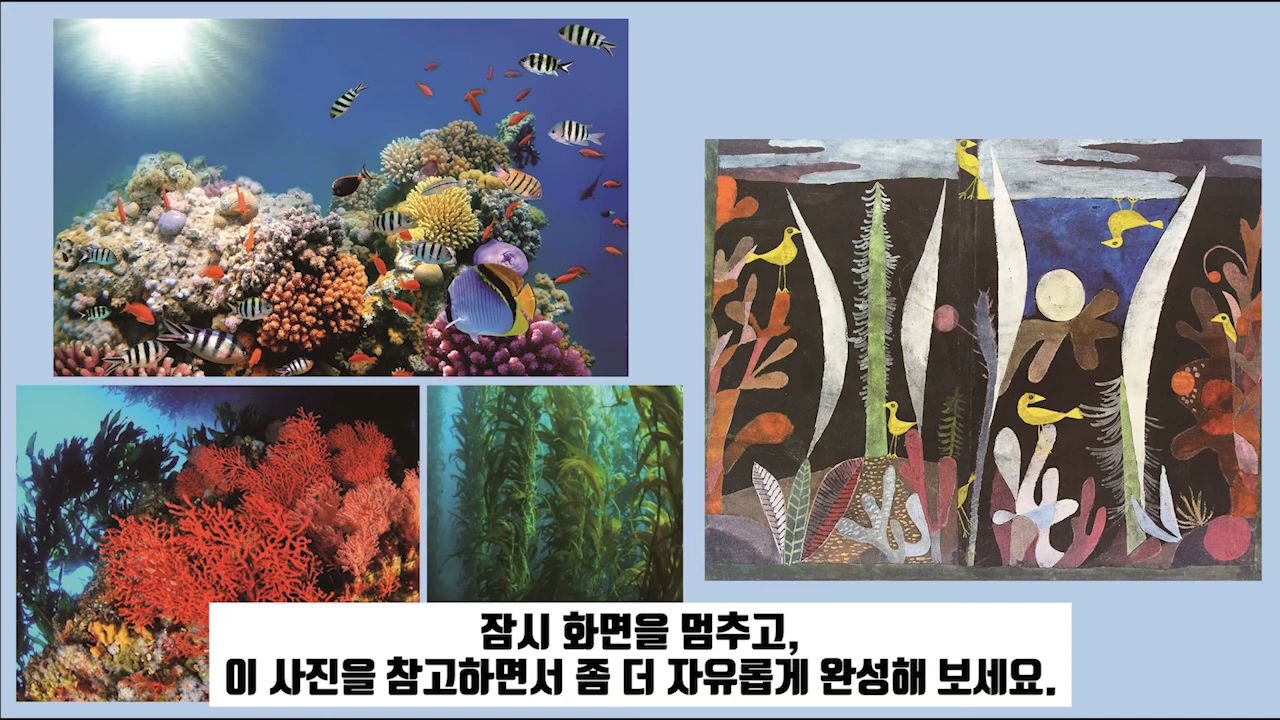 잠시 화면을 멈추고,
이 사진을 참고하면서 좀 더 자유롭게 완성해 보세요.